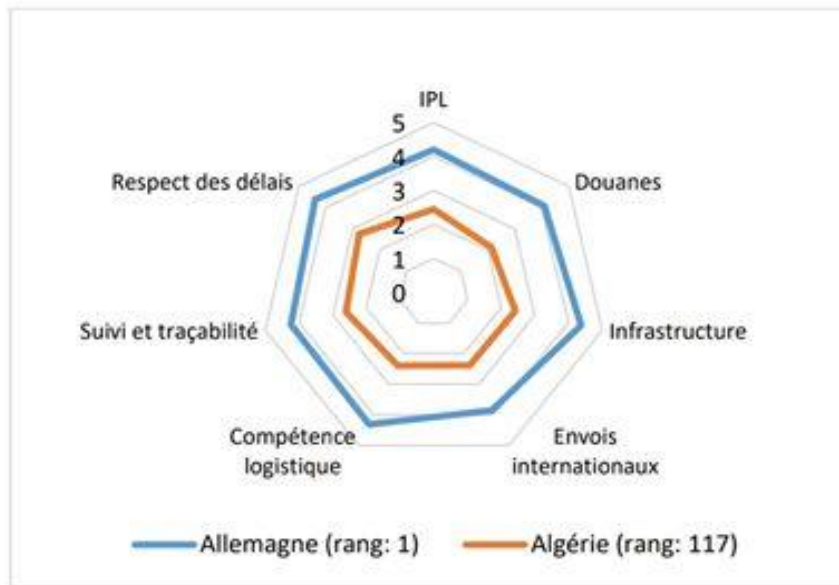 IPL
5
4
3
2
1
0
Respect des délais
Douanes
Suivi et traçabilité
Infrastructure
Compétence
logistique
Envois
internationaux
Allemagne (rang: 1)
Algérie (rang: 117)